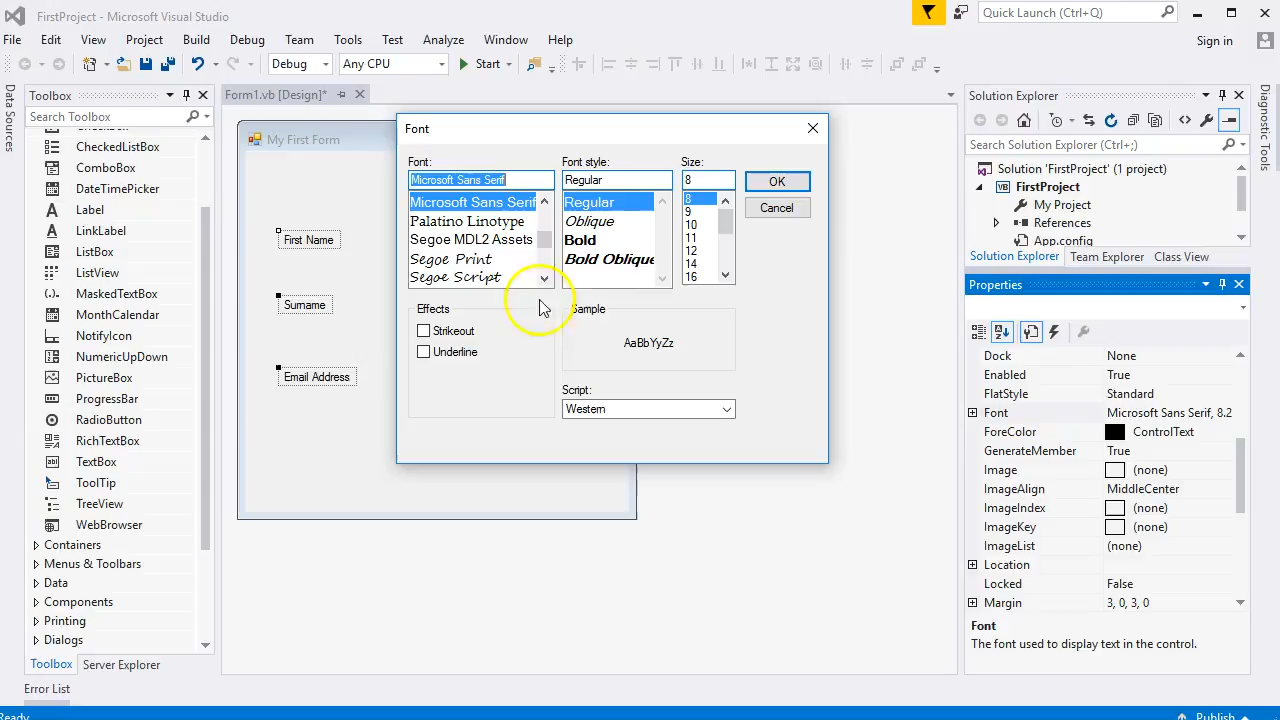 FirstProject - Microsoft Visual Studio
Quick Launch (Ctrl+Q)
File Edit View Project Build Debug Team Tools Test Analyze Window Help
Sign in
Debug Any CPU Start
Data Sources
Toolbox
Search Toolbox
CheckedListBox
ComboBox
DateTimePicker
Label
LinkLabel
ListBox
ListView
MaskedTextBox
MonthCalendar
NotifyIcon
NumericUpDown
PictureBox
ProgressBar
RadioButton
RichTextBox
TextBox
ToolTip
TreeView
WebBrowser
Containers
Menus & Toolbars
Data
Components
Printing
Dialogs
Toolbox Server Explorer
Error List
Form1.vb [Design]*
My First Form
First Name
Surname
Email Address
Font
Font:
Microsoft Sans Serif
Microsoft Sans Serif
Palatino Linotype
Segoe MDL2 Assets
Segoe Print
Segoe Script
Font style:
Regular
Regular
Oblique
Bold
Bold Oblique
Size:
8
8
9
10
11
12
14
16
OK
Cancel
Effects
Strikeout
Underline
Sample
AaBbYyZz
Script:
Western
Solution Explorer
Search Solution Explorer (Ctrl+;)
Solution 'FirstProject' (1 project)
FirstProject
My Project
References
App.config
Solution Explorer Team Explorer Class View
Properties
Dock None
Enabled True
FlatStyle Standard
Font Microsoft Sans Serif, 8.2
ForeColor ControlText
GenerateMember True
Image (none)
ImageAlign MiddleCenter
ImageIndex (none)
ImageKey (none)
ImageList (none)
Location
Locked False
Margin 3, 0, 3, 0
Font
The font used to display text in the control.
Diagnostic Tools
Ready
Publish